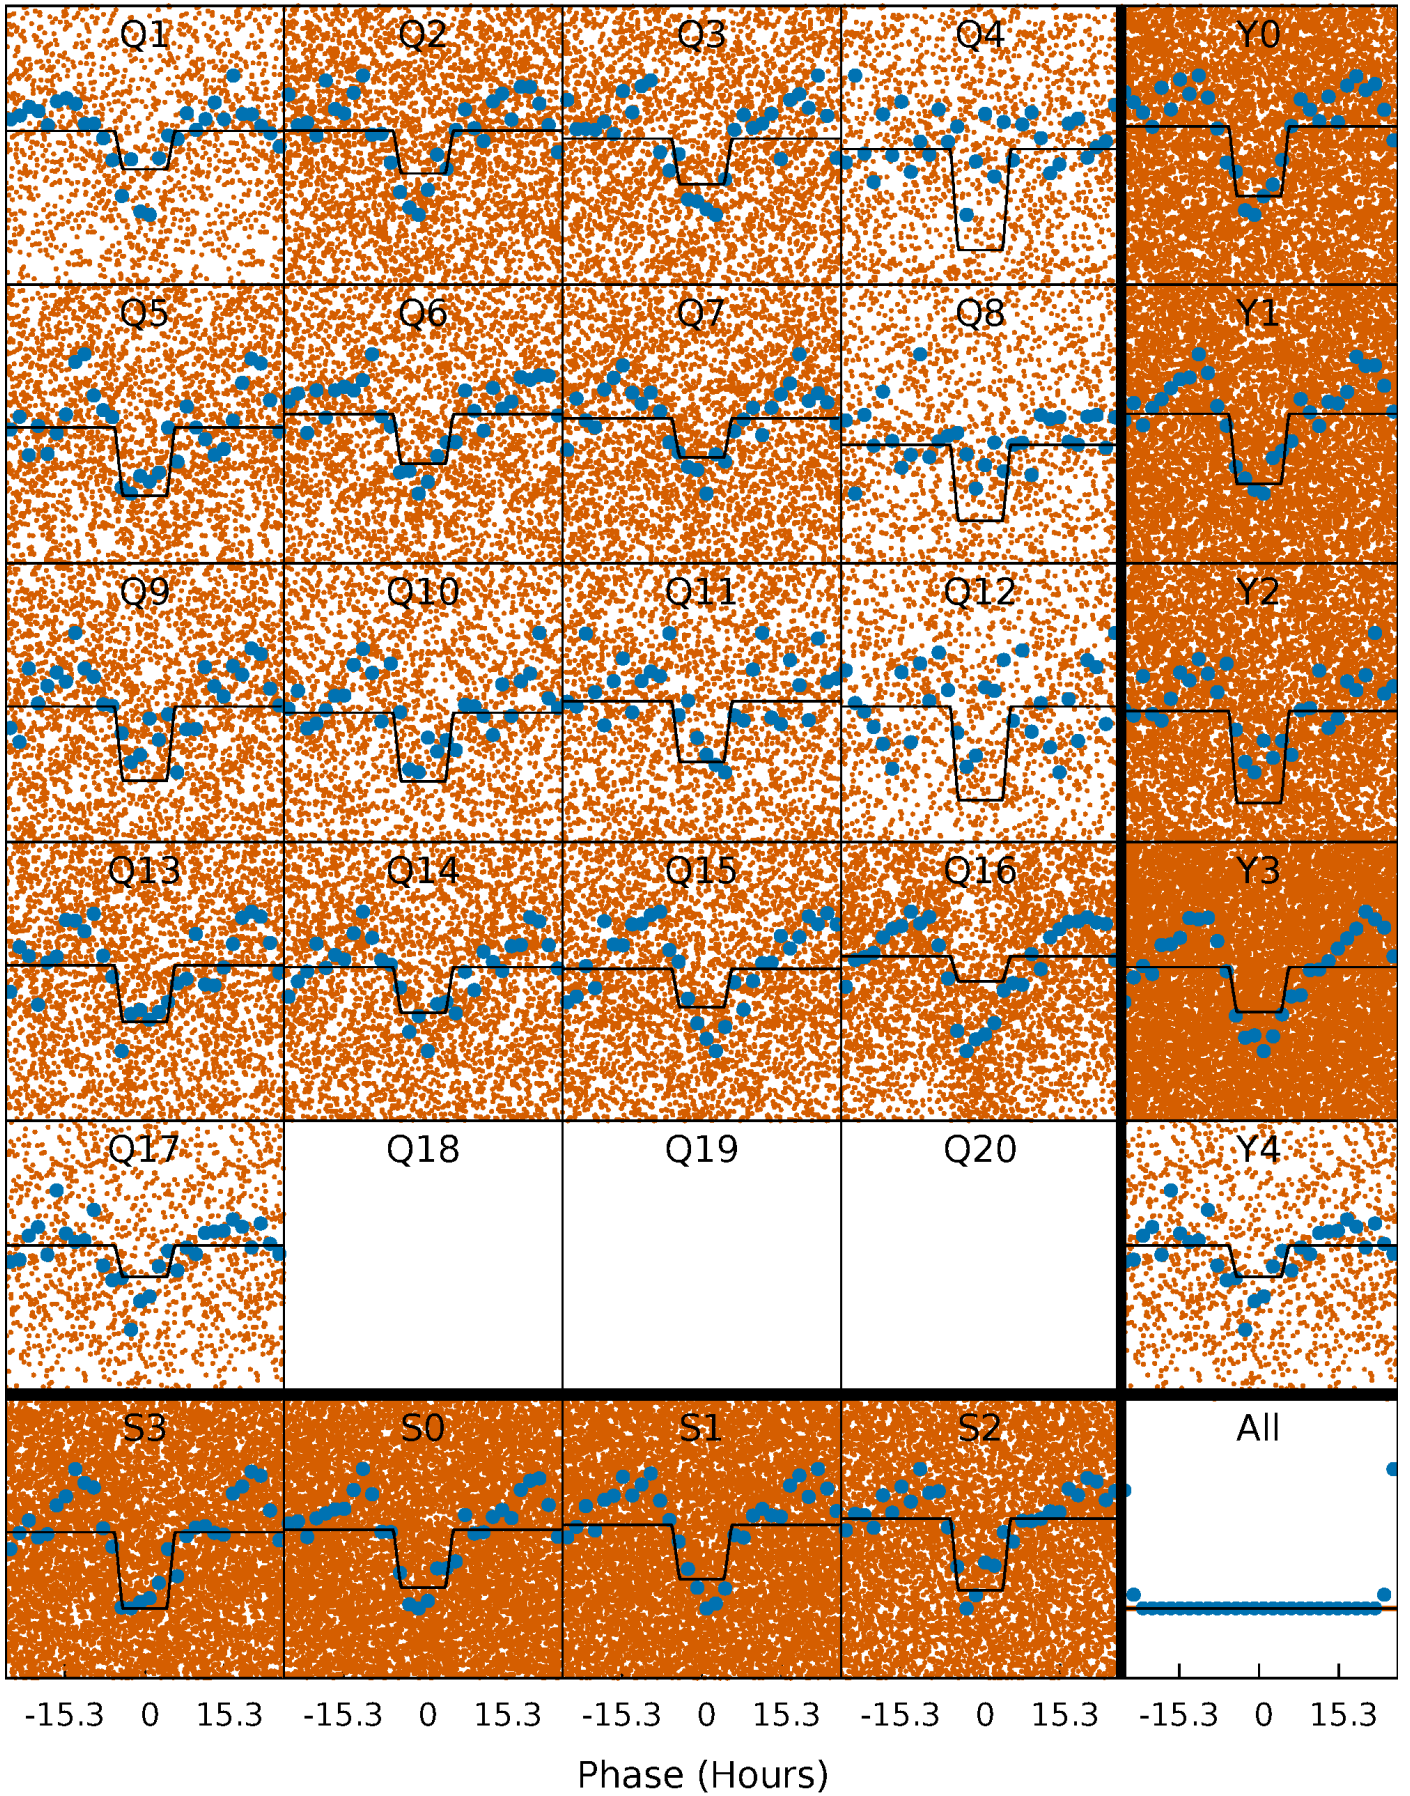 Q1 Q2 Q3 Q4 Y0
Q5 Q6 Q7 Q8 Y1
Q9 Q10 Q11 Q12 Y2
Q13 Q14 Q15 Q16 Y3
Q17 Q18 Q19 Q20 Y4
S3 S0 S1 S2 All
-15.3 0 15.3 -15.3 0 15.3 -15.3 0 15.3 -15.3 0 15.3 -15.3 0 15.3
Phase (Hours)